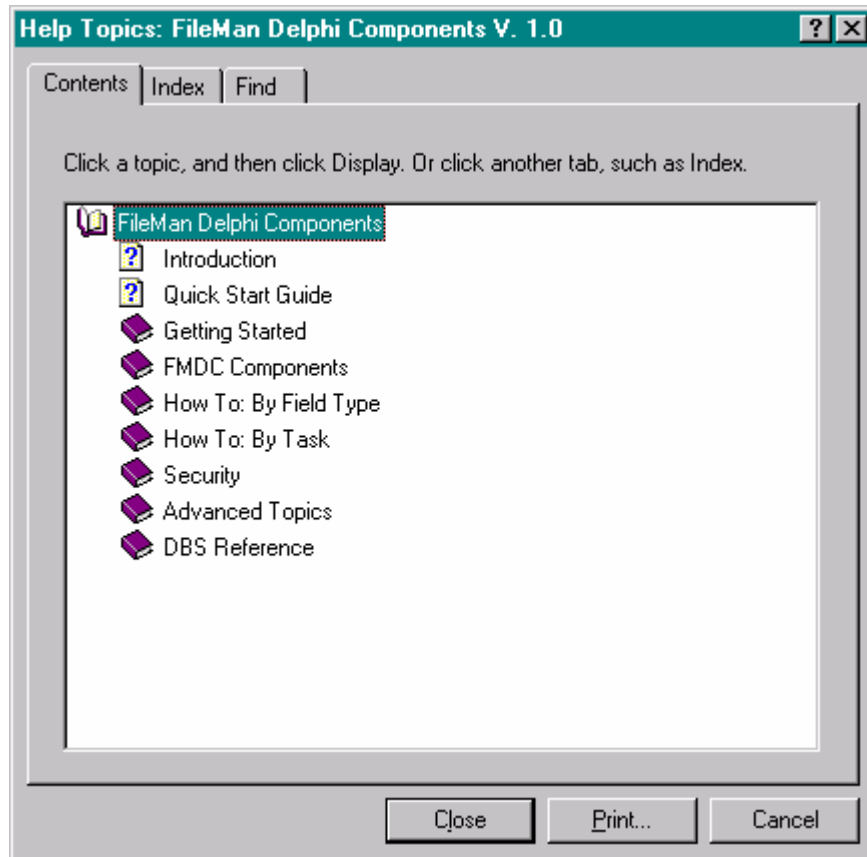 Help Topics: FileMan Delphi Components V. 1.0
Contents Index Find
Click a topic, and then click Display. Or click another tab, such as Index.
FileMan Delphi Components
Introduction
Quick Start Guide
Getting Started
FMDC Components
How To: By Field Type
How To: By Task
Security
Advanced Topics
DBS Reference
Close Print... Cancel